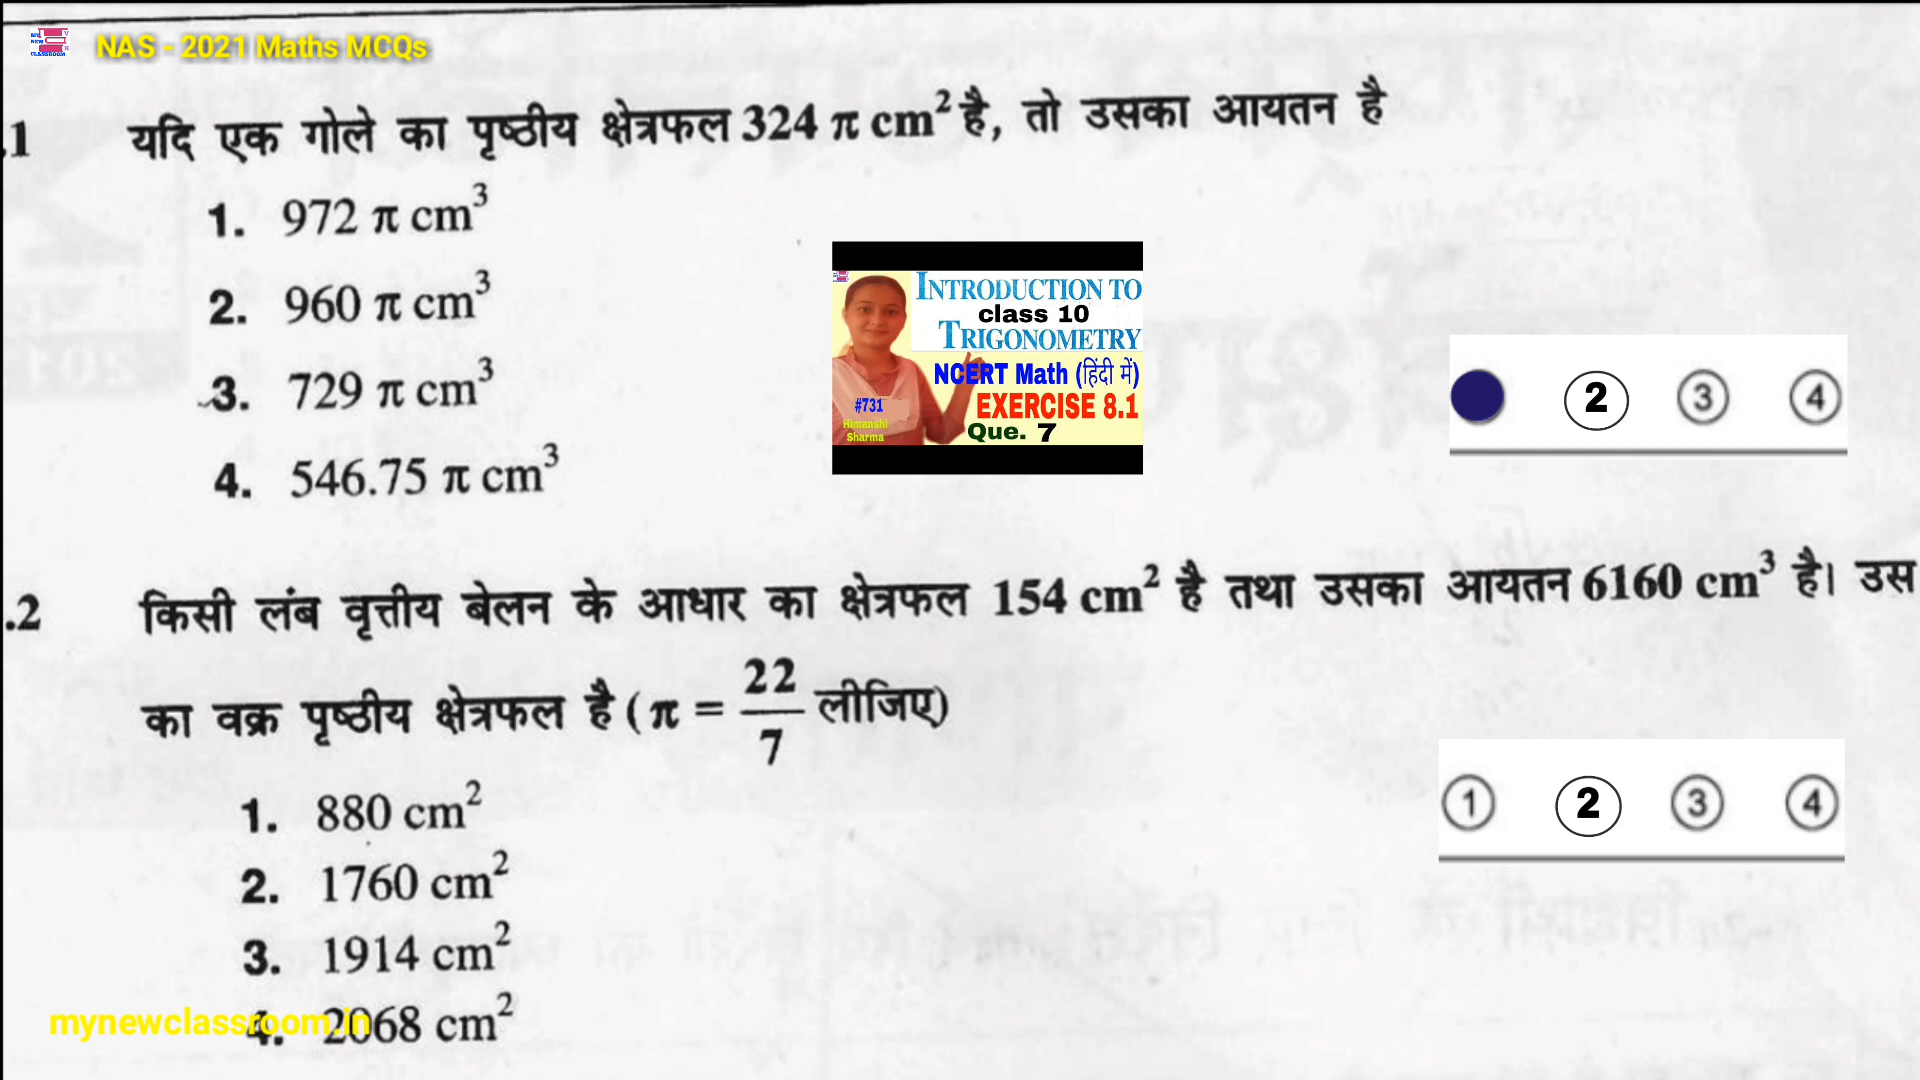 NAS - 2021 Maths MCQs
.1 यदि एक गोले का पृष्ठीय क्षेत्रफल 324 π cm² है, तो उसका आयतन है
1. 972 π cm³
2. 960 π cm³
3. 729 π cm³
4. 546.75 π cm³
INTRODUCTION TO
class 10
TRIGONOMETRY
NCERT Math (हिंदी में)
#731
EXERCISE 8.1
Himanshi
Sharma
Que. 7
2 3 4
.2 किसी लंब वृत्तीय बेलन के आधार का क्षेत्रफल 154 cm² है तथा उसका आयतन 6160 cm³ है। उस
का वक्र पृष्ठीय क्षेत्रफल है ( π = 22/7 लीजिए)
1. 880 cm²
2. 1760 cm²
3. 1914 cm²
4. 2068 cm²
1 2 3 4
mynewclassroom.in